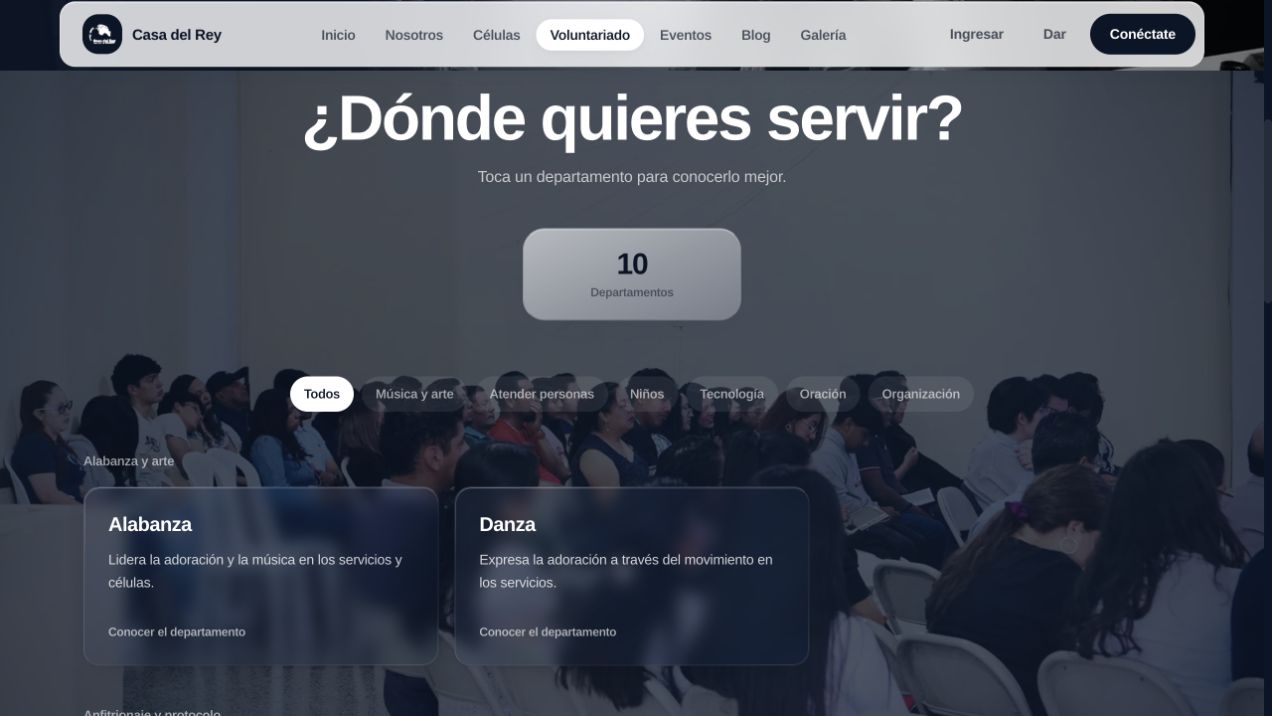 Casa del Rey
Inicio
Nosotros
Células
Voluntariado
Eventos
Blog
Galería
Ingresar
Dar
Conéctate
¿Dónde quieres servir?
Toca un departamento para conocerlo mejor.
10
Departamentos
Todos
Música y arte
Atender personas
Niños
Tecnología
Oración
Organización
Alabanza y arte
Alabanza
Lidera la adoración y la música en los servicios y
células.
Conocer el departamento
Danza
Expresa la adoración a través del movimiento en
los servicios.
Conocer el departamento
Anfitrionaje y protocolo